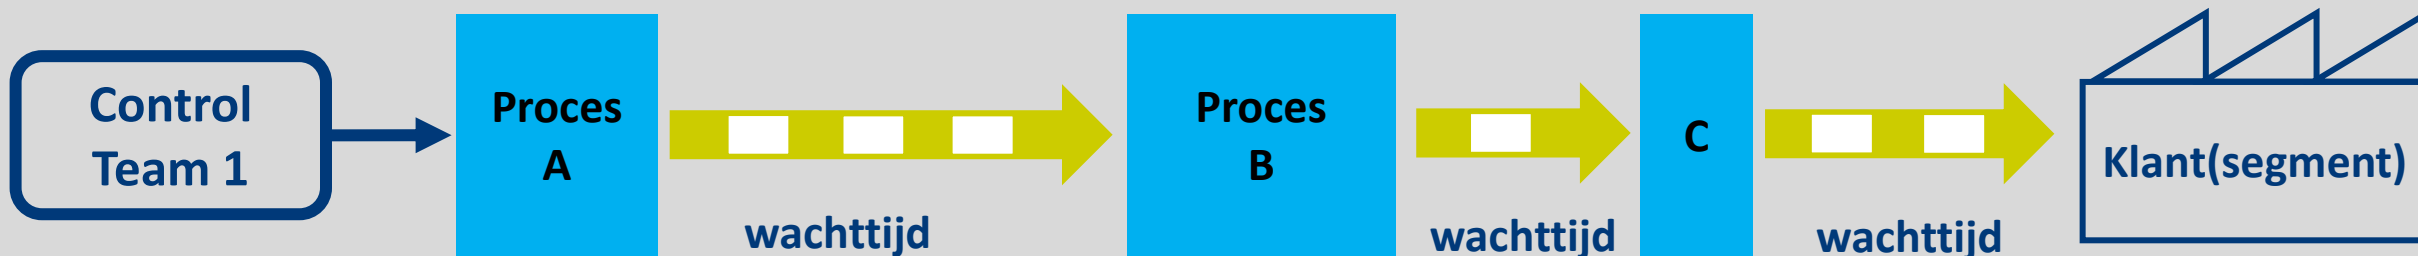 Control
Team 1
Proces
A
wachttijd
Proces
B
wachttijd
C
wachttijd
Klant(segment)